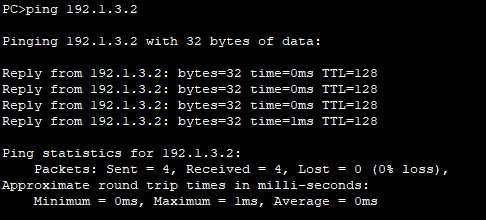 PC>ping 192.1.3.2
Pinging 192.1.3.2 with 32 bytes of data:
Reply from 192.1.3.2: bytes=32 time=0ms TTL=128
Reply from 192.1.3.2: bytes=32 time=0ms TTL=128
Reply from 192.1.3.2: bytes=32 time=0ms TTL=128
Reply from 192.1.3.2: bytes=32 time=1ms TTL=128
Ping statistics for 192.1.3.2:
    Packets: Sent = 4, Received = 4, Lost = 0 (0% loss),
Approximate round trip times in milli-seconds:
    Minimum = 0ms, Maximum = 1ms, Average = 0ms